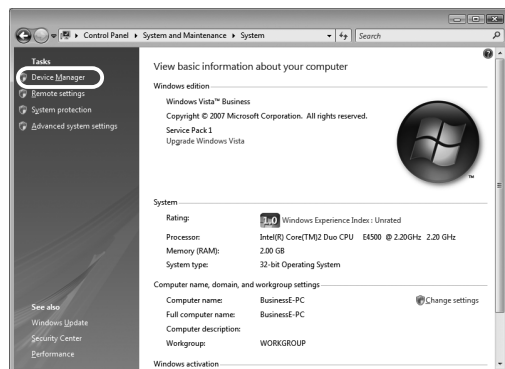 Control Panel ▸ System and Maintenance ▸ System
Search
Tasks
Device Manager
Remote settings
System protection
Advanced system settings
See also
Windows Update
Security Center
Performance
View basic information about your computer
Windows edition
Windows Vista™ Business
Copyright © 2007 Microsoft Corporation. All rights reserved.
Service Pack 1
Upgrade Windows Vista
TM
System
Rating: 1.0 Windows Experience Index : Unrated
Processor: Intel(R) Core(TM)2 Duo CPU E4500 @ 2.20GHz 2.20 GHz
Memory (RAM): 2.00 GB
System type: 32-bit Operating System
Computer name, domain, and workgroup settings
Computer name: BusinessE-PC
Change settings
Full computer name: BusinessE-PC
Computer description:
Workgroup: WORKGROUP
Windows activation